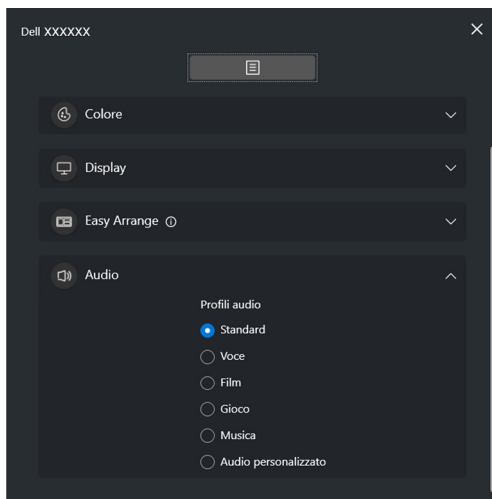 Dell XXXXXX
Colore
Display
Easy Arrange
Audio
Profili audio
Standard
Voce
Film
Gioco
Musica
Audio personalizzato